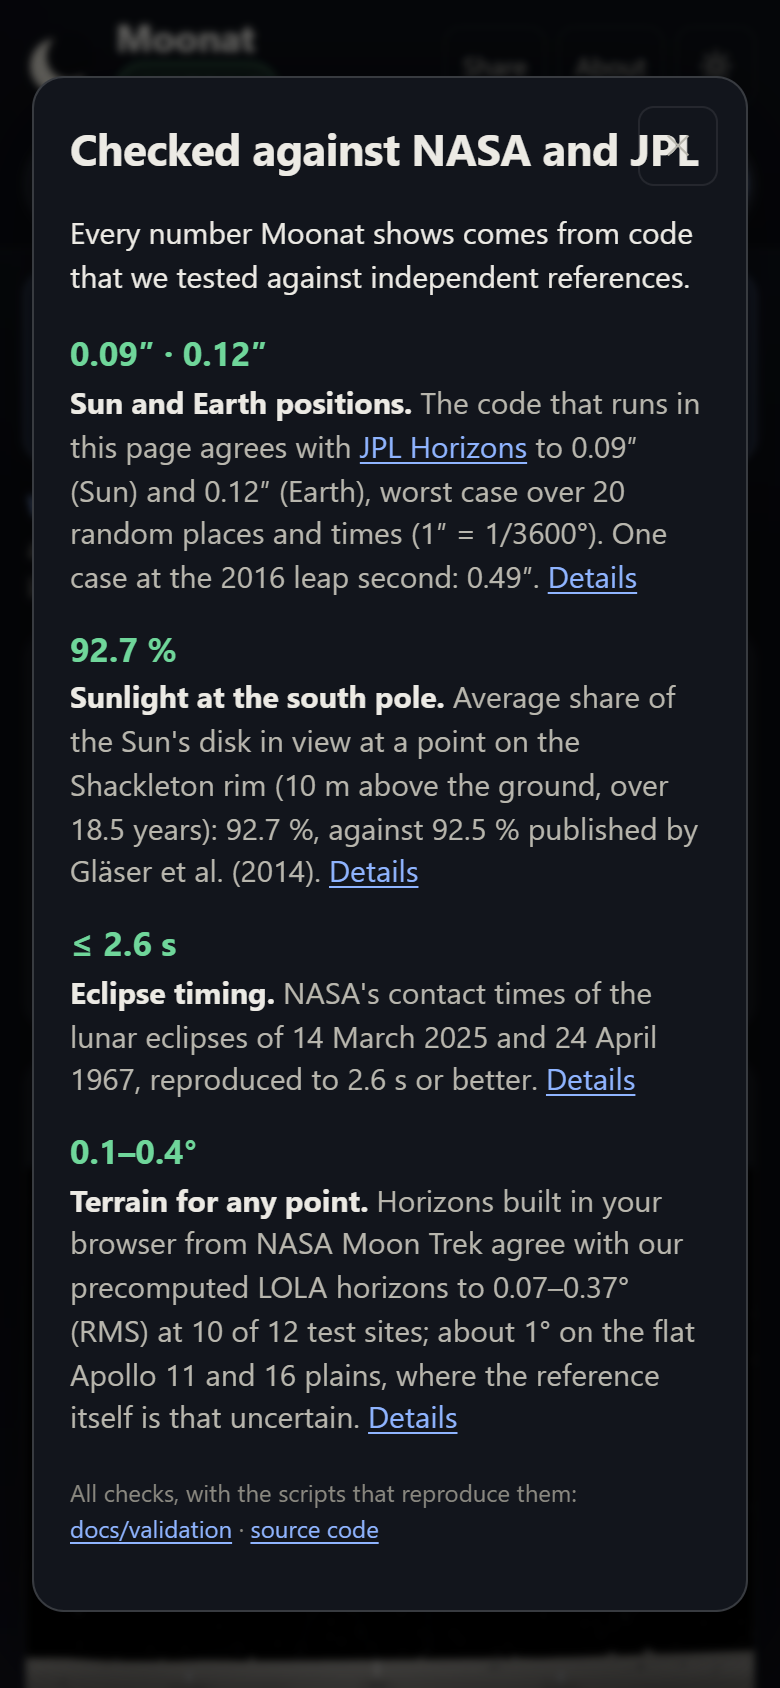 Moonat
Share
About
Checked against NASA and JPL
×
Every number Moonat shows comes from code
that we tested against independent references.
0.09″ · 0.12″
Sun and Earth positions. The code that runs in
this page agrees with JPL Horizons to 0.09″
(Sun) and 0.12″ (Earth), worst case over 20
random places and times (1″ = 1/3600°). One
case at the 2016 leap second: 0.49″. Details
92.7 %
Sunlight at the south pole. Average share of
the Sun's disk in view at a point on the
Shackleton rim (10 m above the ground, over
18.5 years): 92.7 %, against 92.5 % published by
Gläser et al. (2014). Details
≤ 2.6 s
Eclipse timing. NASA's contact times of the
lunar eclipses of 14 March 2025 and 24 April
1967, reproduced to 2.6 s or better. Details
0.1–0.4°
Terrain for any point. Horizons built in your
browser from NASA Moon Trek agree with our
precomputed LOLA horizons to 0.07–0.37°
(RMS) at 10 of 12 test sites; about 1° on the flat
Apollo 11 and 16 plains, where the reference
itself is that uncertain. Details
All checks, with the scripts that reproduce them:
docs/validation · source code